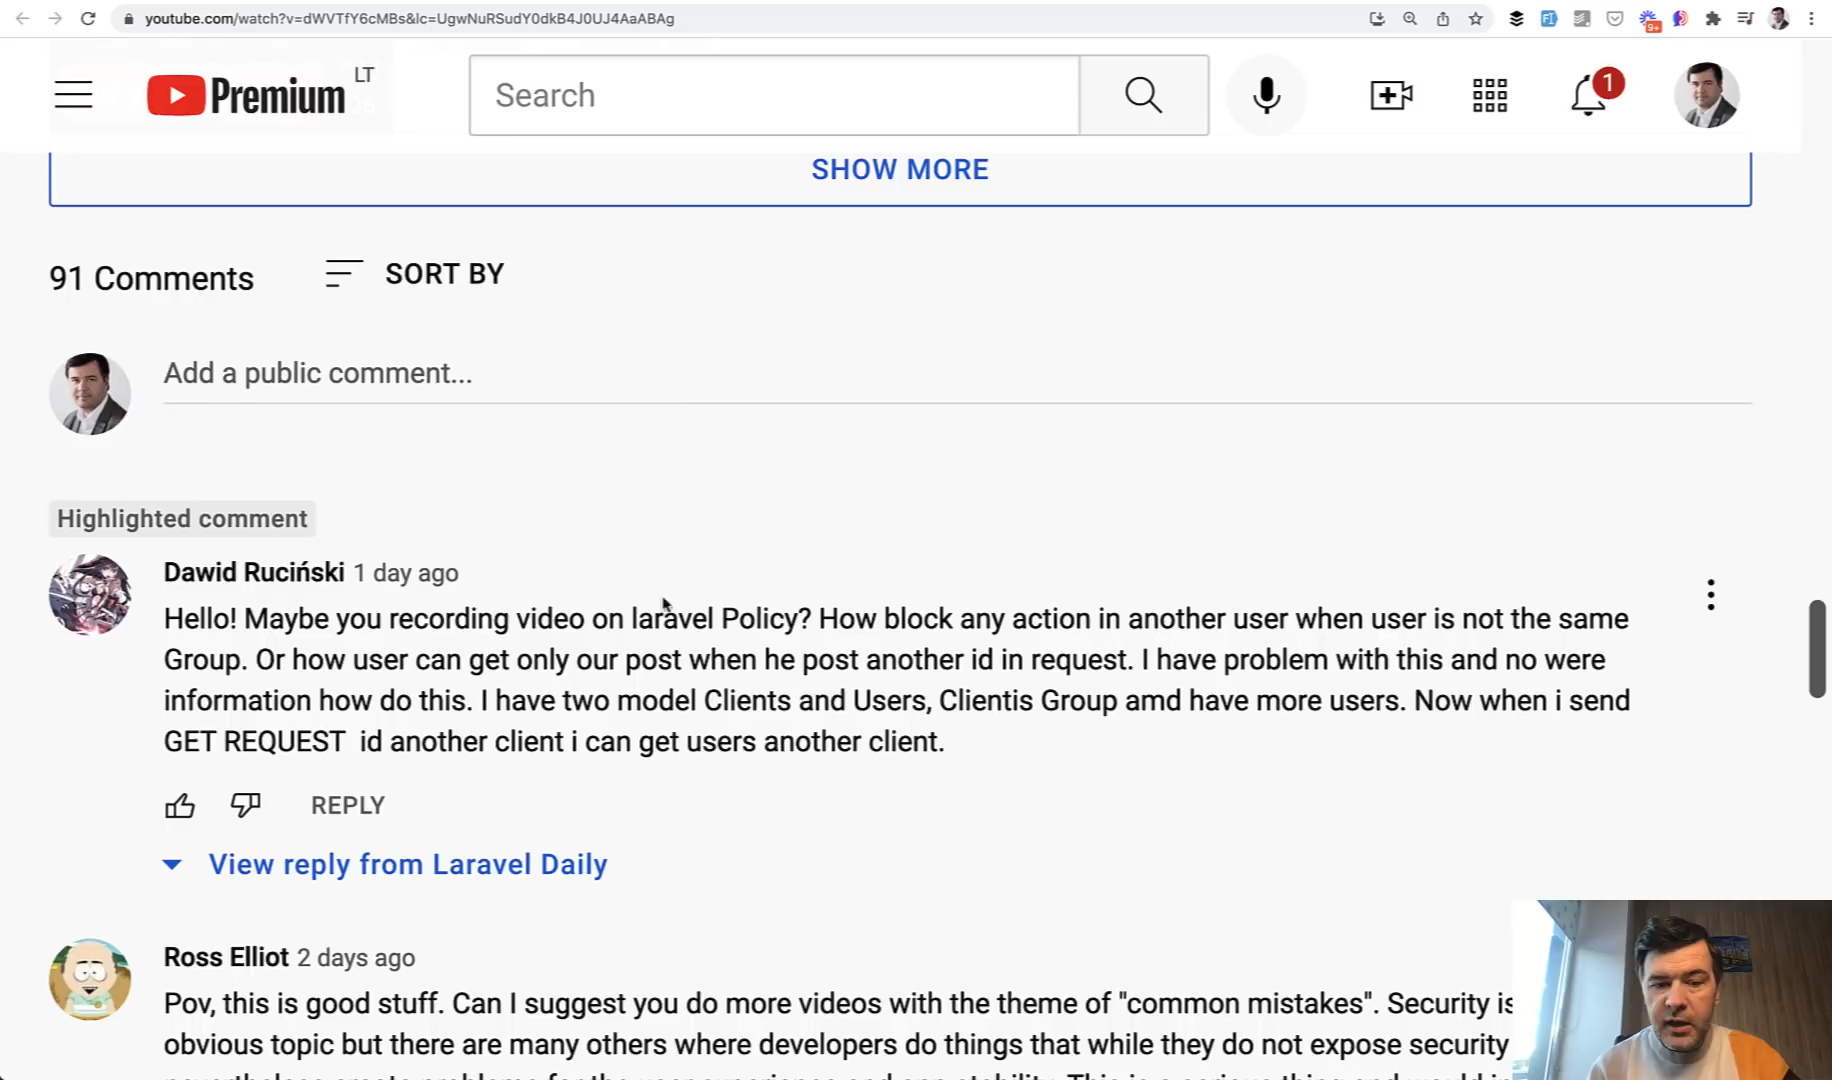 youtube.com/watch?v=dWVTfY6cMBs&lc=UgwNuRSudY0dkB4J0UJ4AaABAg
9+
Premium
LT
Search
1
SHOW MORE
91 Comments
SORT BY
Add a public comment...
Highlighted comment
Dawid Ruciński 1 day ago
Hello! Maybe you recording video on laravel Policy? How block any action in another user when user is not the same
Group. Or how user can get only our post when he post another id in request. I have problem with this and no were
information how do this. I have two model Clients and Users, Clientis Group amd have more users. Now when i send
GET REQUEST id another client i can get users another client.
REPLY
View reply from Laravel Daily
Ross Elliot 2 days ago
Pov, this is good stuff. Can I suggest you do more videos with the theme of "common mistakes". Security is
obvious topic but there are many others where developers do things that while they do not expose security